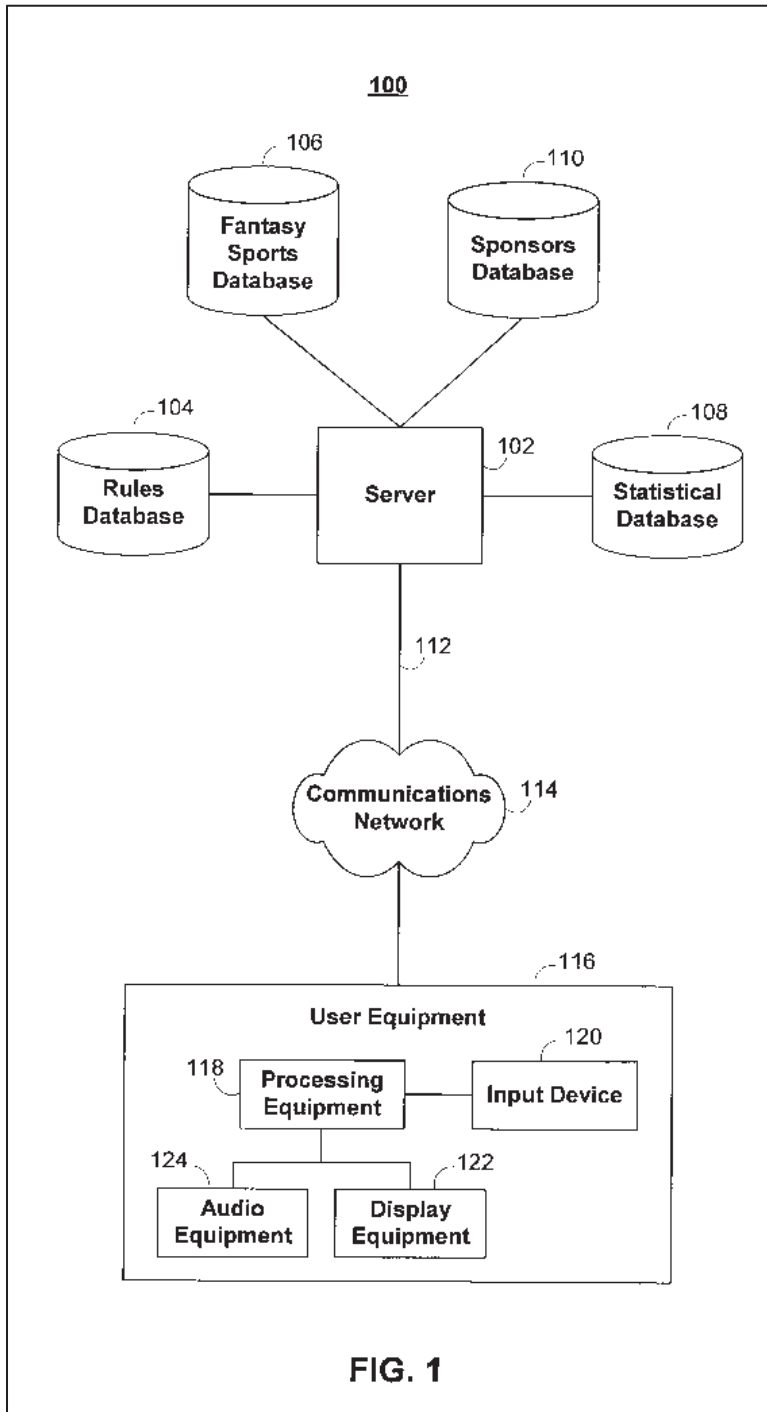 100
106
110
Fantasy
Sports
Database
Sponsors
Database
104
102
108
Rules
Database
Server
Statistical
Database
112
Communications
Network
114
116
User Equipment
118
Processing
Equipment
120
Input Device
124
Audio
Equipment
122
Display
Equipment
FIG. 1